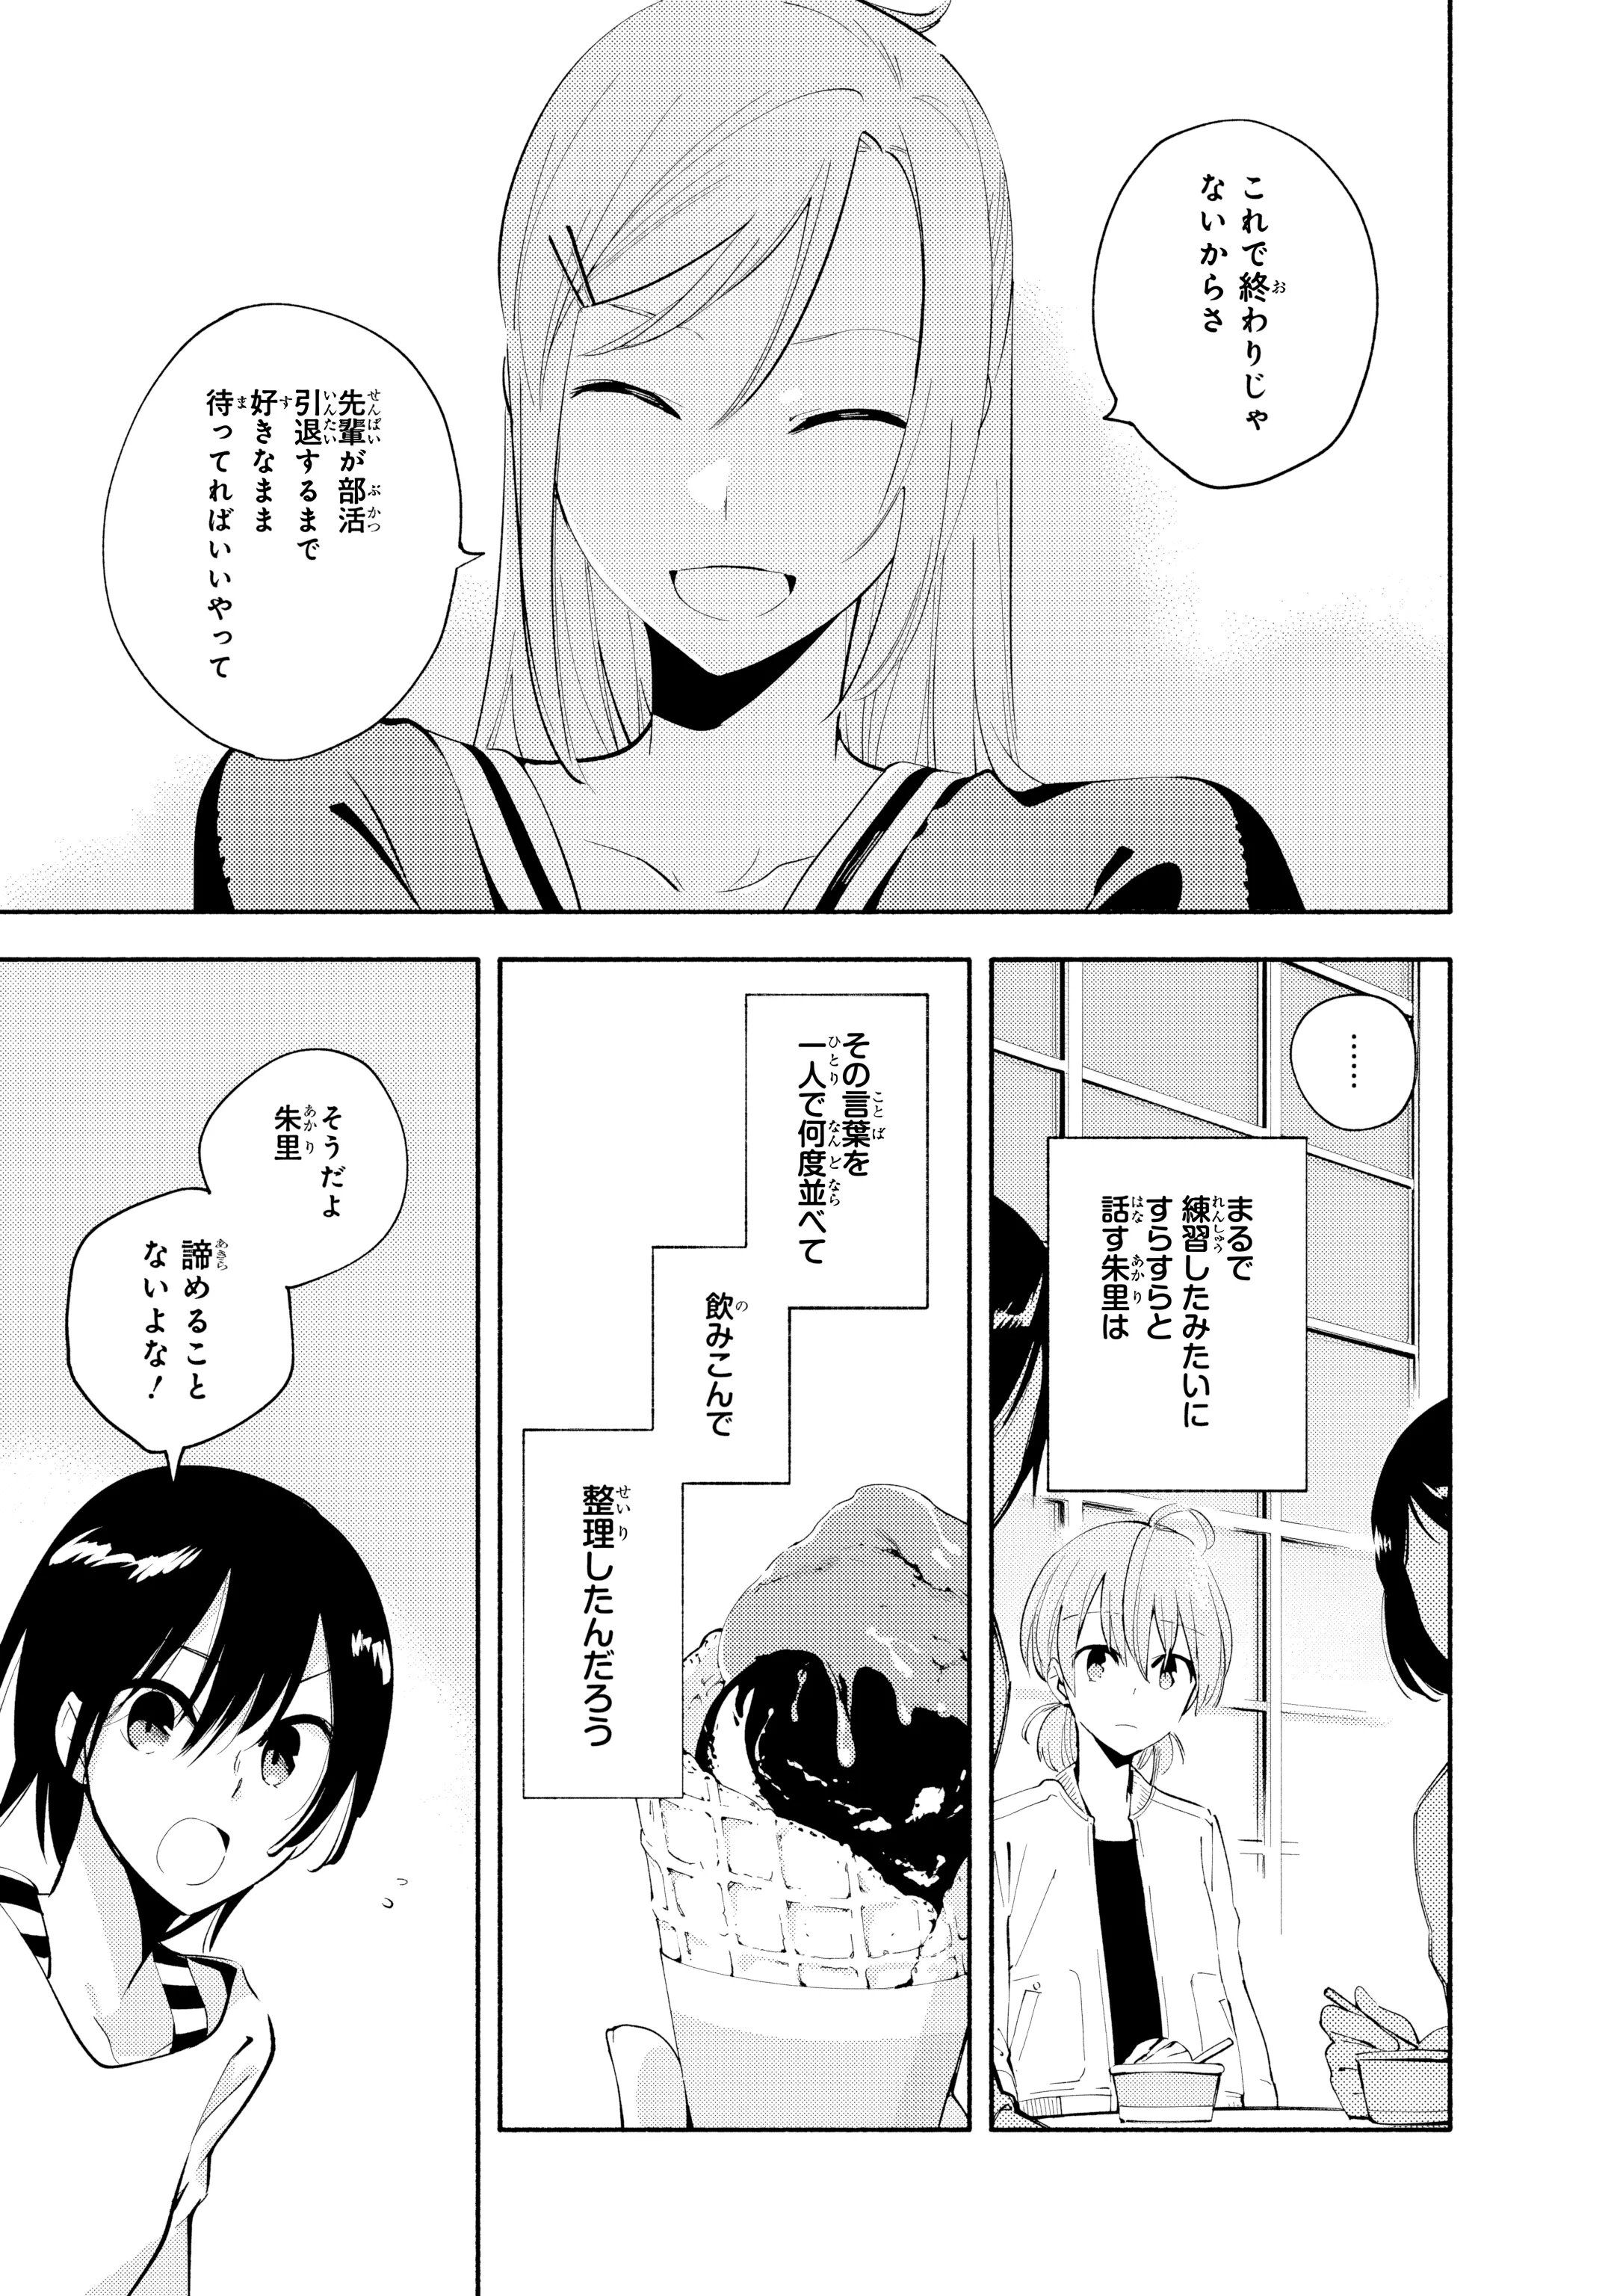 これで終わりじゃ
ないからさ
先輩が部活
引退するまで
好きなまま
待ってればいいやって
……
まるで
練習したみたいに
すらすらと
話す朱里は
その言葉を
一人で何度並べて
飲みこんで
整理したんだろう
そうだよ
朱里
諦めること
ないよな！